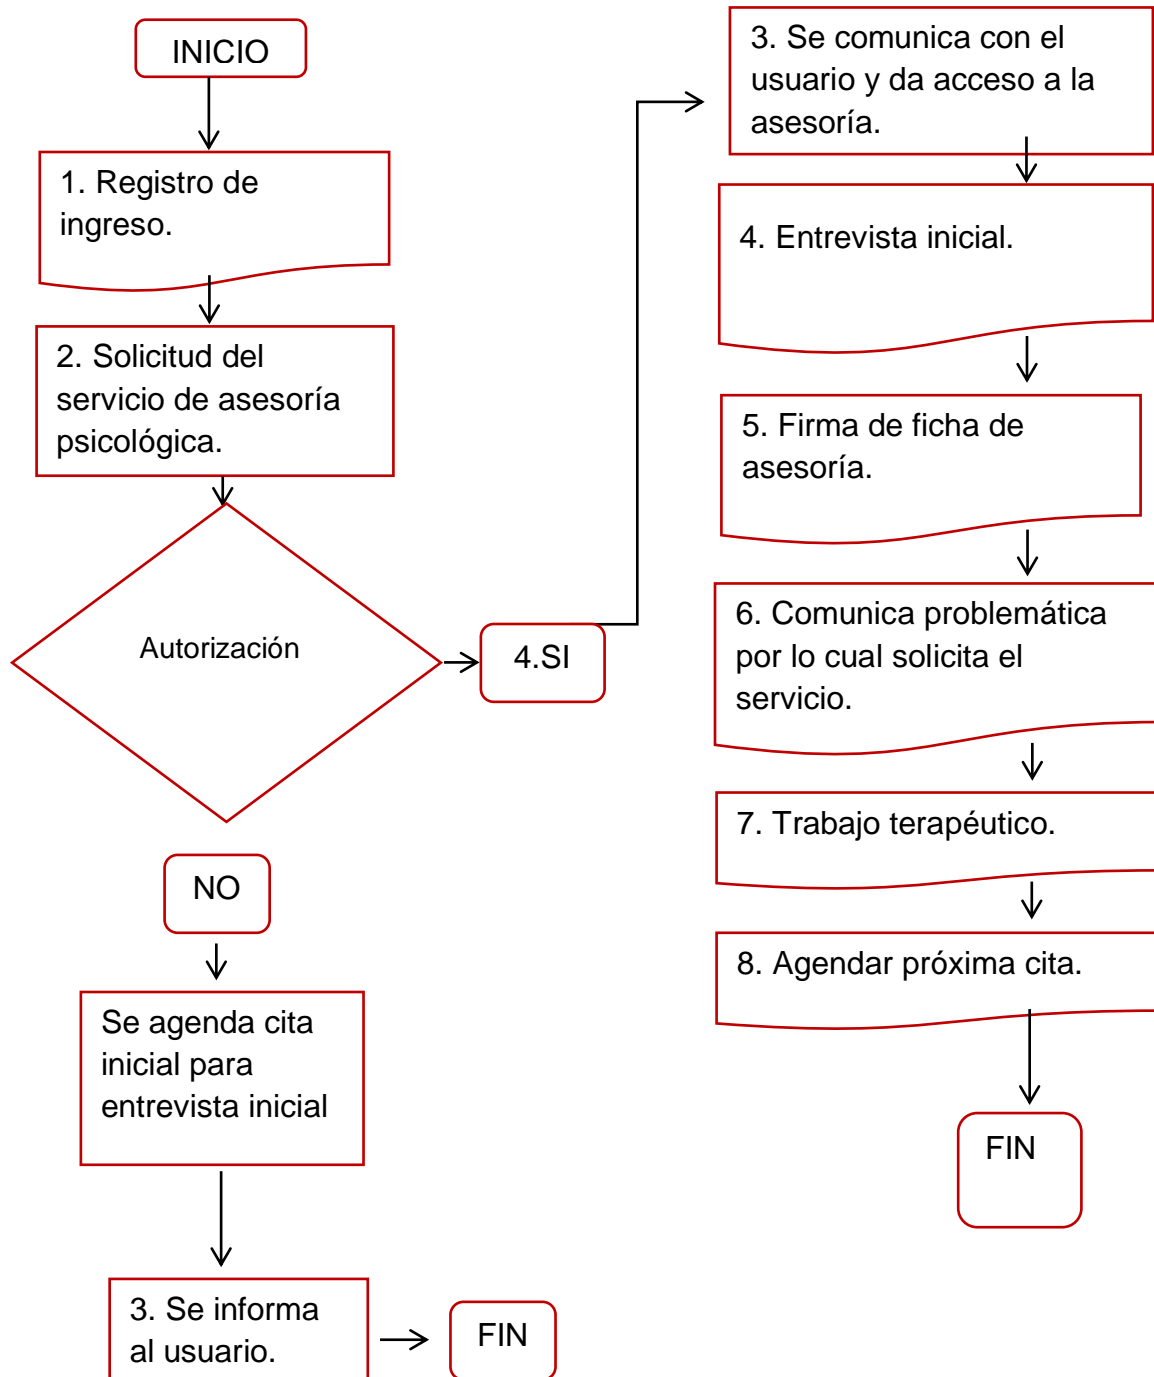 INICIO
1. Registro de
ingreso.
2. Solicitud del
servicio de asesoría
psicológica.
Autorización
4.SI
NO
Se agenda cita
inicial para
entrevista inicial
3. Se informa
al usuario.
FIN
3. Se comunica con el
usuario y da acceso a la
asesoría.
4. Entrevista inicial.
5. Firma de ficha de
asesoría.
6. Comunica problemática
por lo cual solicita el
servicio.
7. Trabajo terapéutico.
8. Agendar próxima cita.
FIN